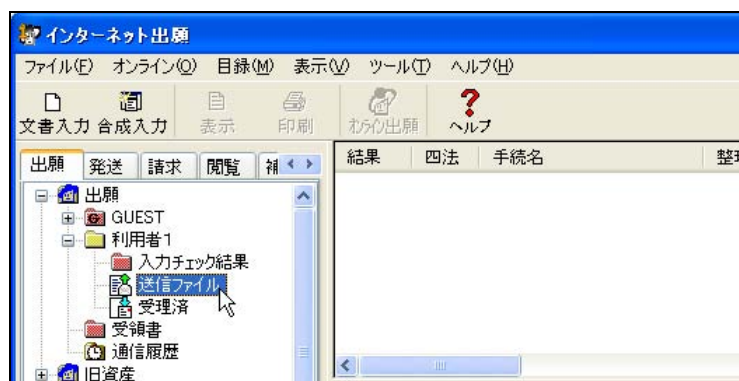 インターネット出願
ファイル(F) オンライン(O) 目録(M) 表示(V) ツール(T) ヘルプ(H)
文書入力 合成入力 表示 印刷 オンライン出願 ヘルプ
出願 発送 請求 閲覧 補
結果 四法 手続名 整理
出願
GUEST
利用者1
入力チェック結果
送信ファイル
受理済
受領書
通信履歴
旧資産